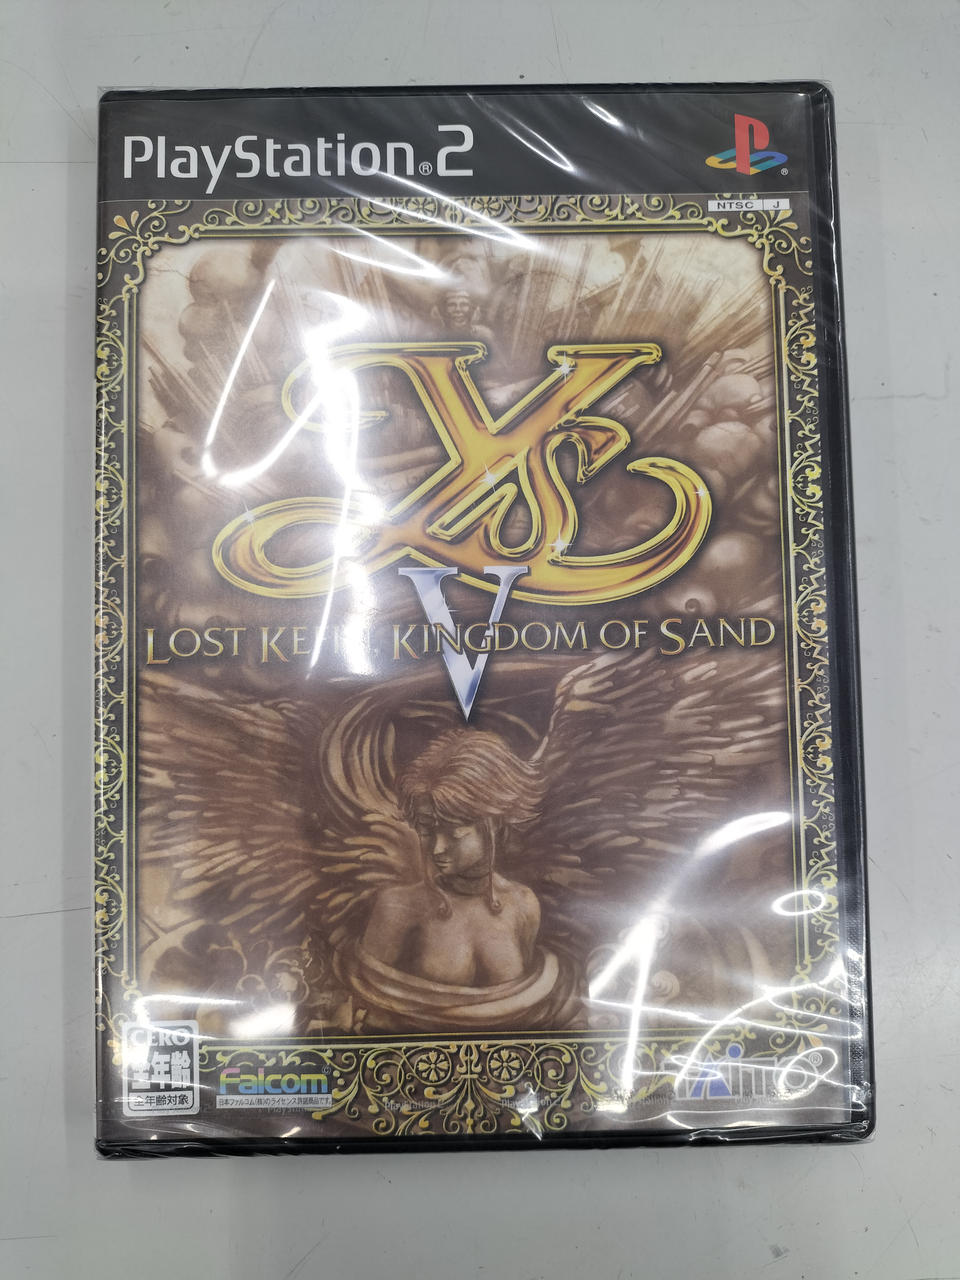 PlayStation®2
®
NTSC J
Ys
V
LOST KEFIN, KINGDOM OF SAND
CERO
全年齢
全年齢対象
Falcom©
日本ファルコム(株)のライセンス許諾商品です。
TAITO®